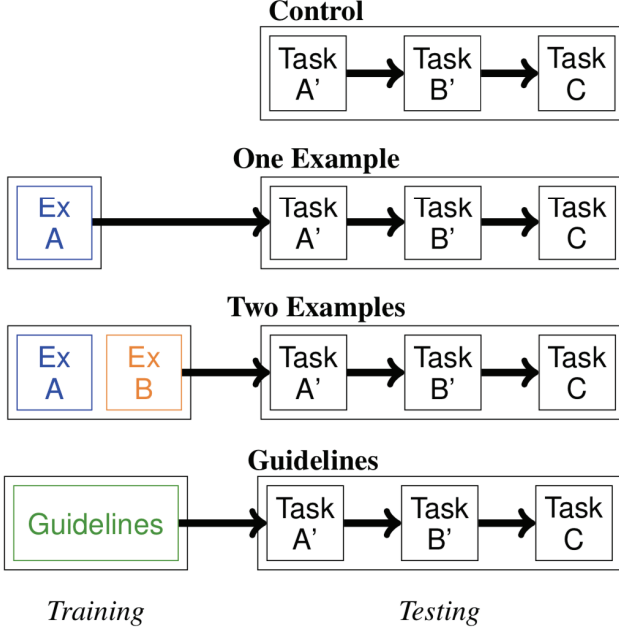 Control
Task A' Task B' Task C
One Example
Ex A Task A' Task B' Task C
Two Examples
Ex A Ex B Task A' Task B' Task C
Guidelines
Guidelines Task A' Task B' Task C
Training Testing